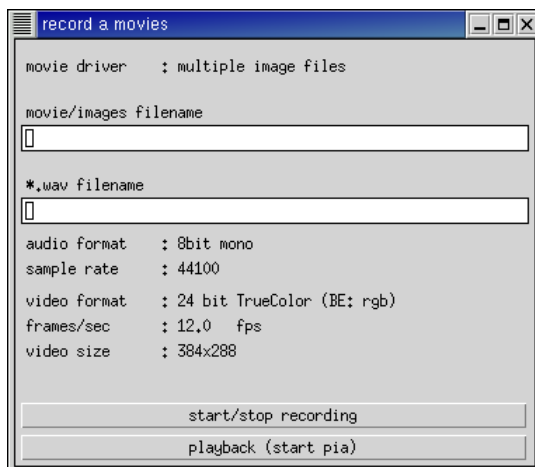 record a movies
movie driver : multiple image files
movie/images filename
*.wav filename
audio format : 8bit mono
sample rate : 44100
video format : 24 bit TrueColor (BE: rgb)
frames/sec : 12.0 fps
video size : 384x288
start/stop recording
playback (start pia)